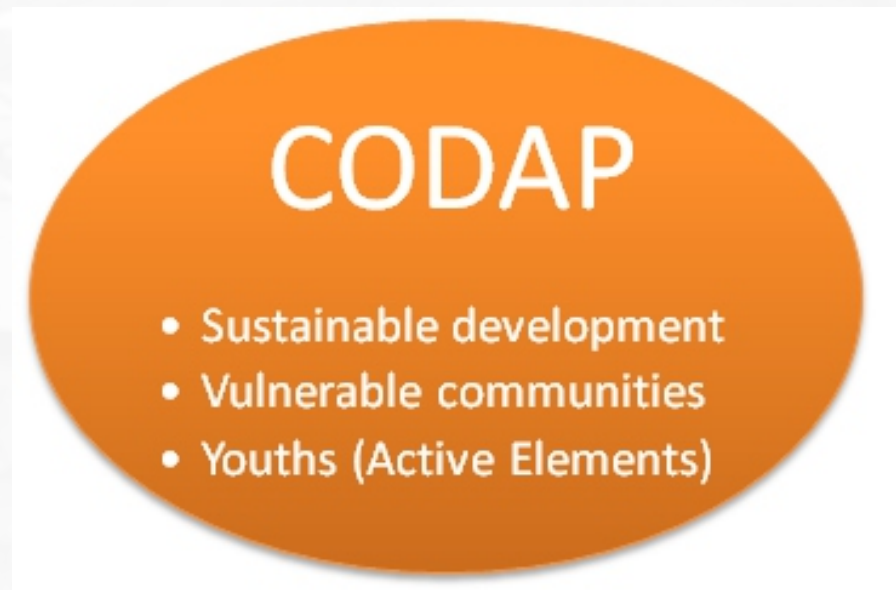 CODAP
• Sustainable development
• Vulnerable communities
• Youths (Active Elements)